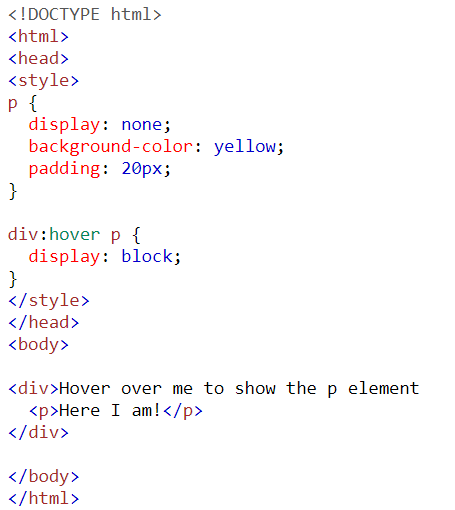 <!DOCTYPE html>
<html>
<head>
<style>
p {
  display: none;
  background-color: yellow;
  padding: 20px;
}

div:hover p {
  display: block;
}
</style>
</head>
<body>

<div>Hover over me to show the p element
  <p>Here I am!</p>
</div>

</body>
</html>